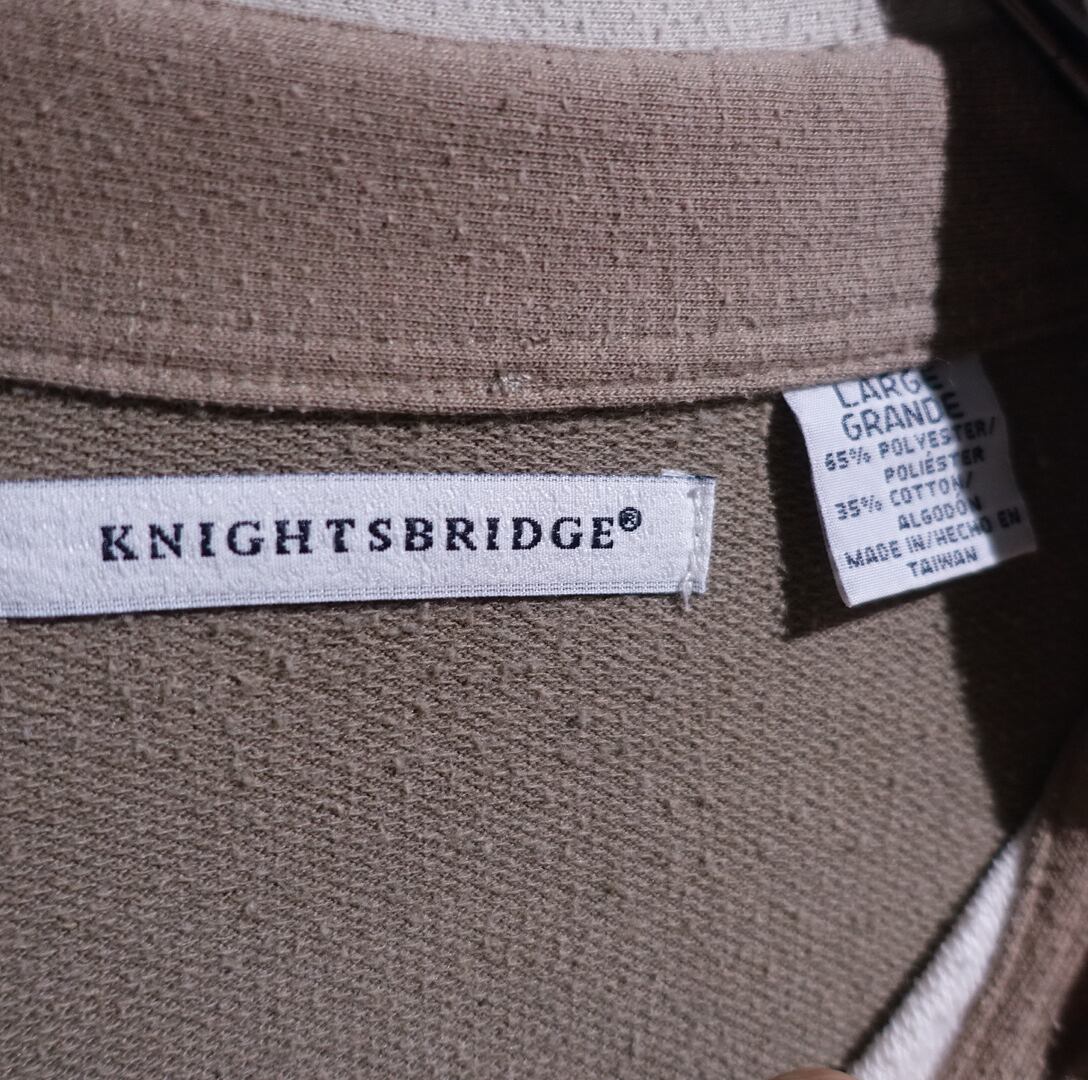 KNIGHTSBRIDGE®
LARGE
GRANDE
65% POLYESTER/
POLIÉSTER
35% COTTON/
ALGODÓN
MADE IN/HECHO EN
TAIWAN